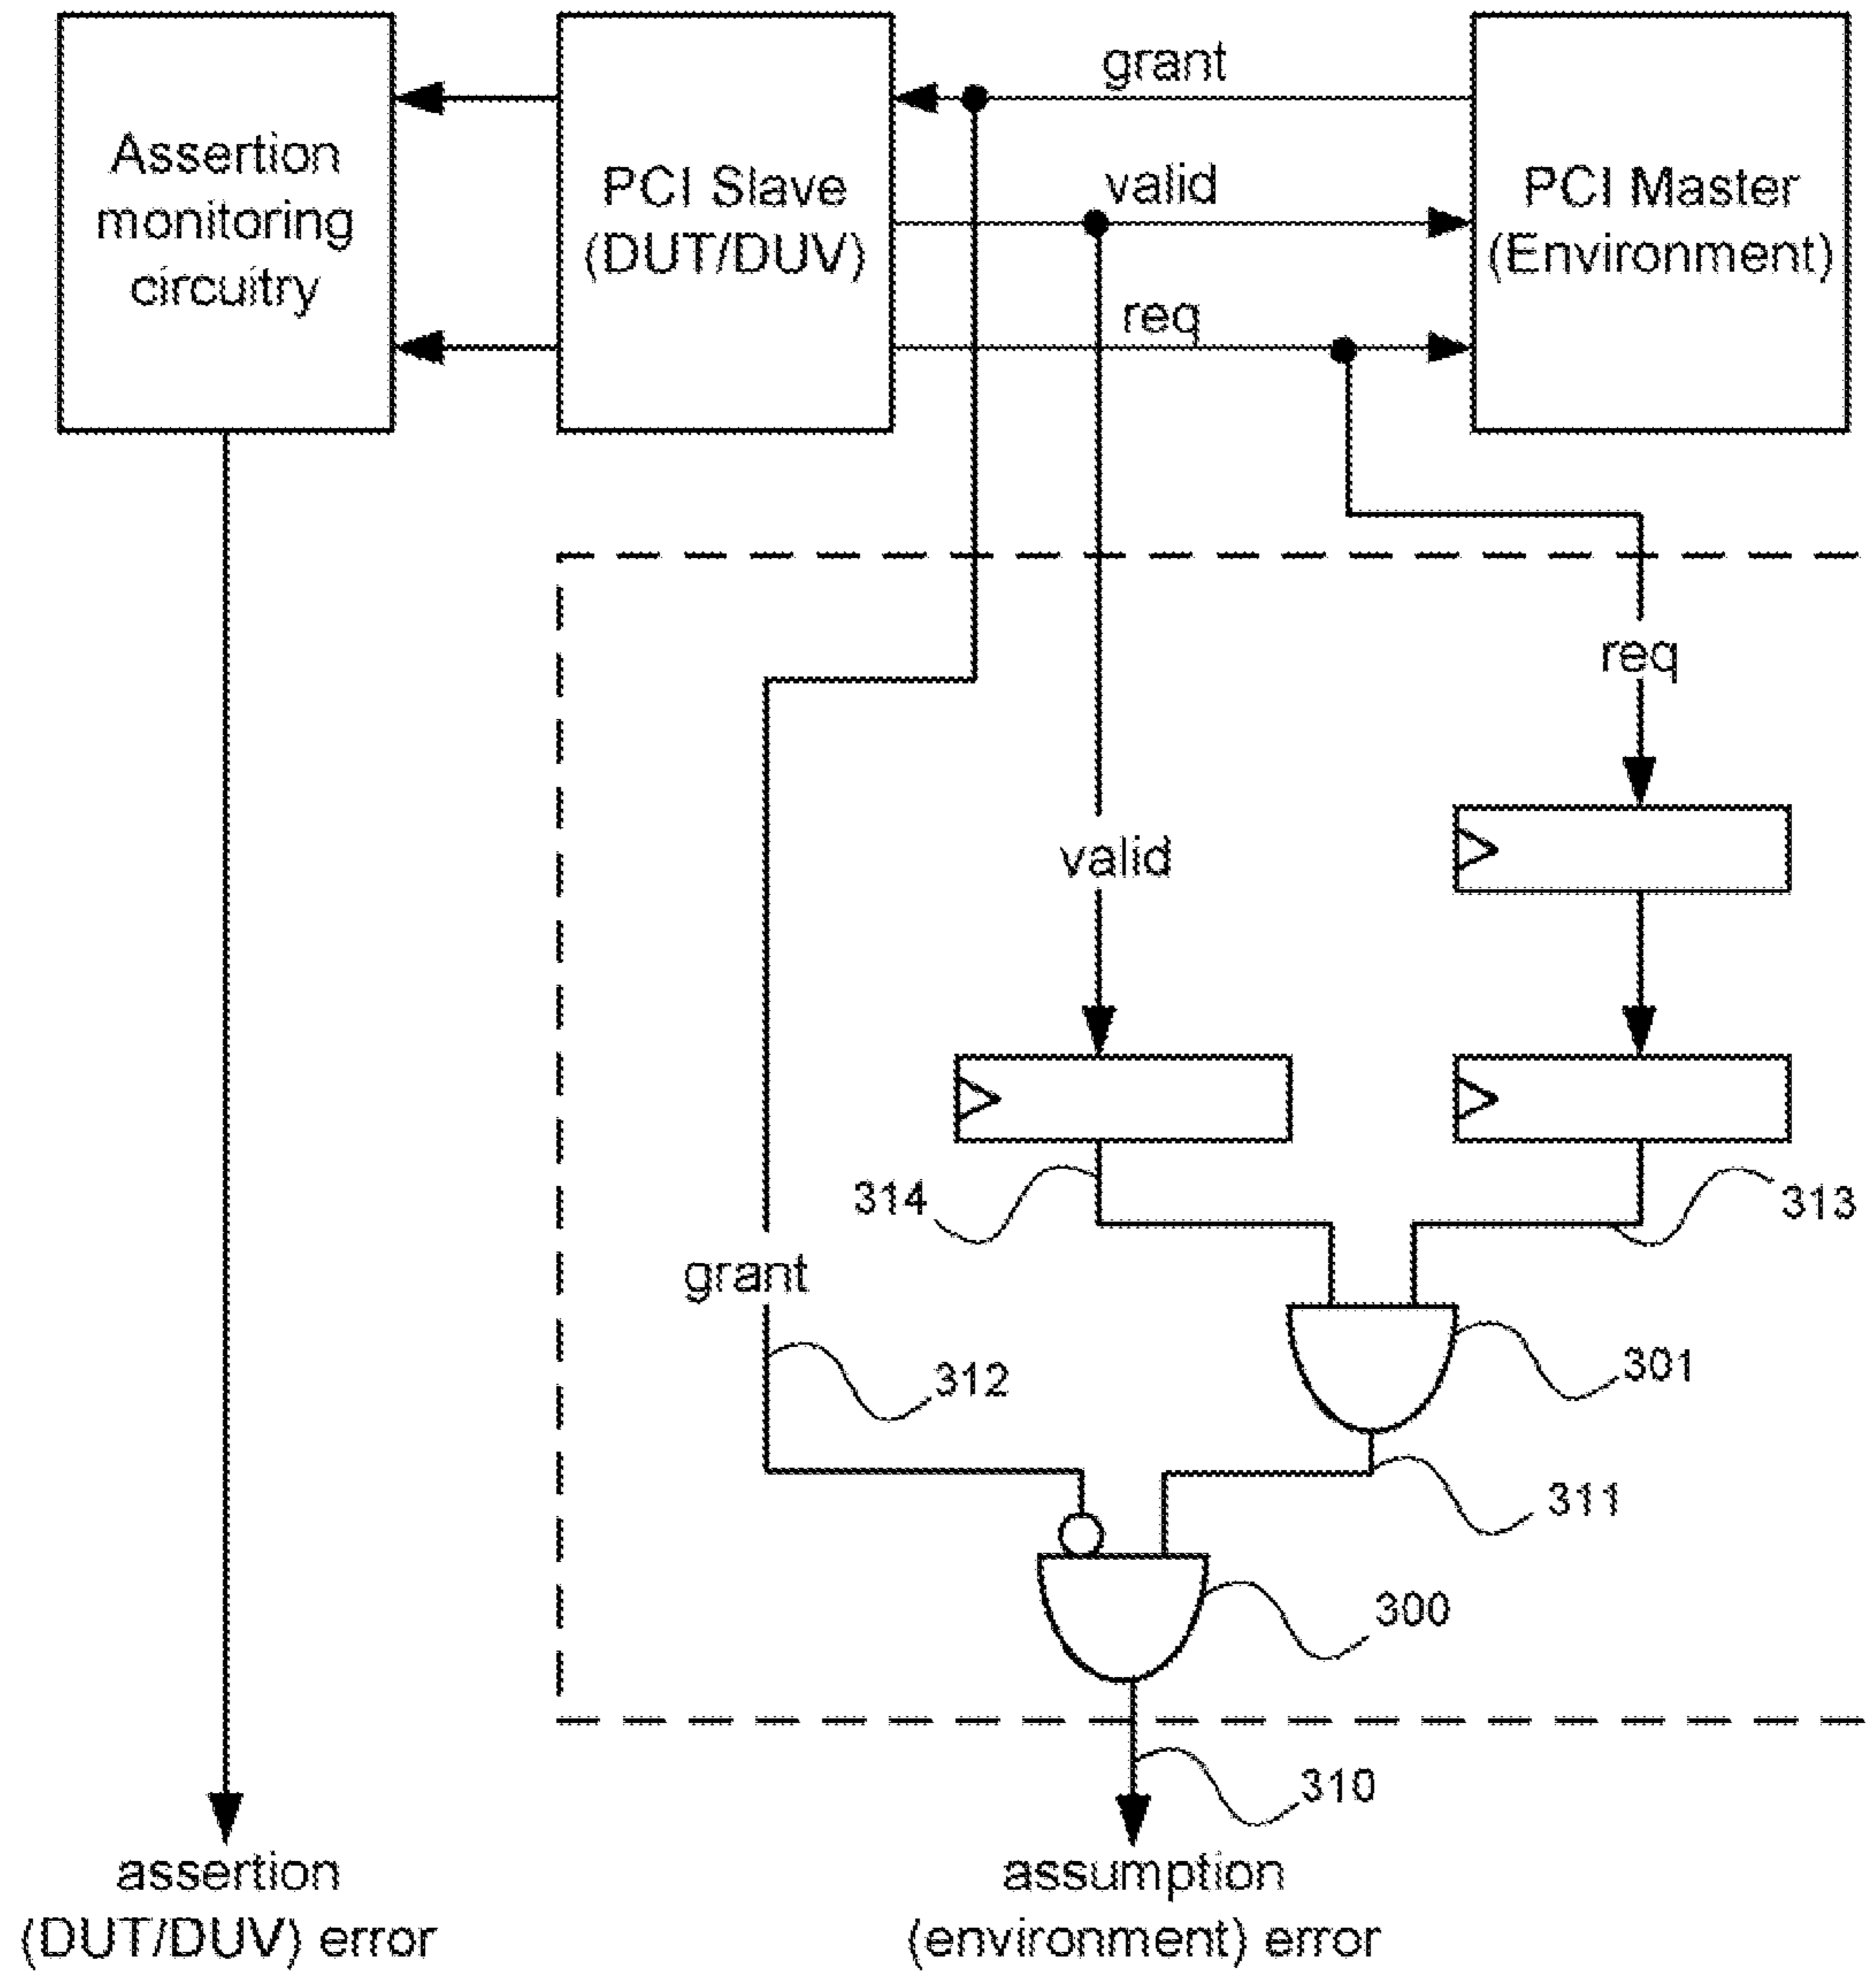 grant
Assertion
monitoring
circuitry
PCI Slave
(DUT/DUV)
valid
PCI Master
(Environment)
req
req
valid
314
313
grant
312
301
311
300
310
assertion
(DUT/DUV) error
assumption
(environment) error